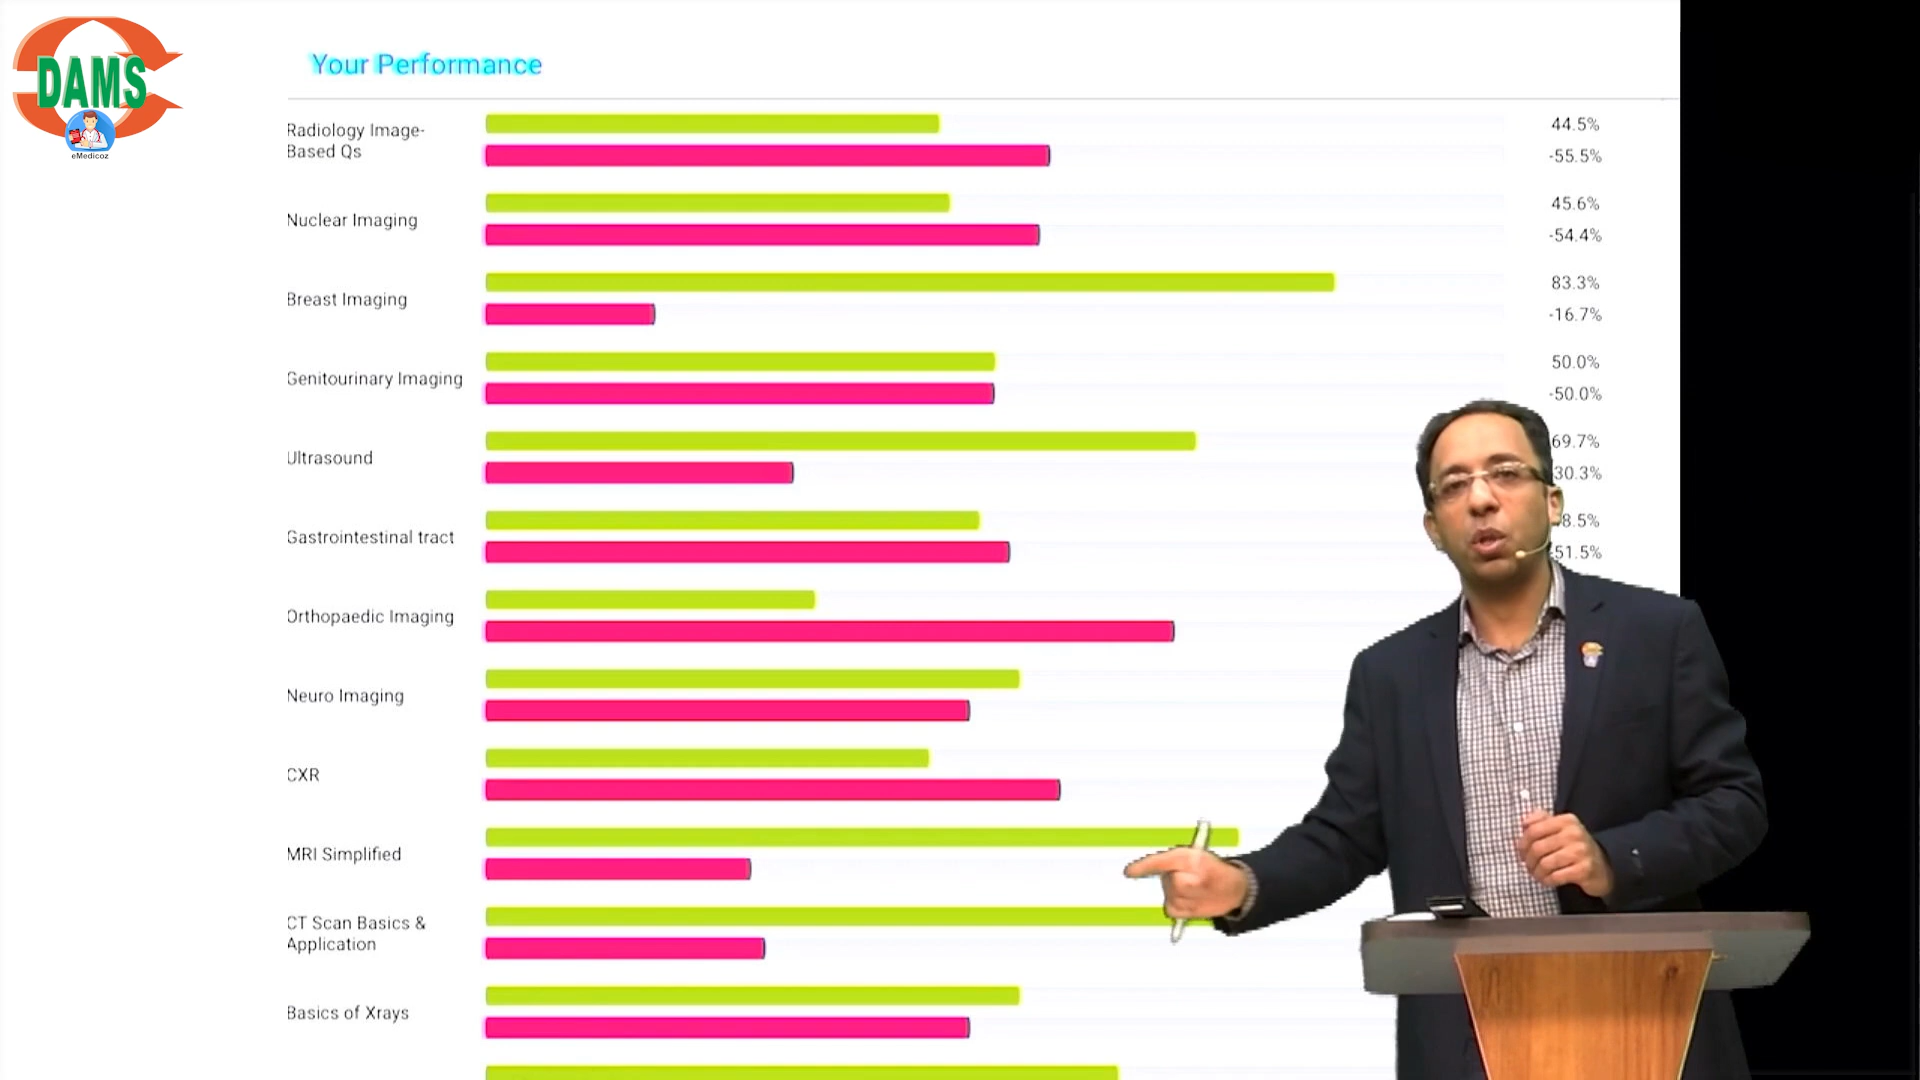 DAMS
eMedicoz
Your Performance
Radiology Image-
Based Qs
44.5%
-55.5%
Nuclear Imaging
45.6%
-54.4%
Breast Imaging
83.3%
-16.7%
Genitourinary Imaging
50.0%
-50.0%
Ultrasound
69.7%
30.3%
Gastrointestinal tract
8.5%
51.5%
Orthopaedic Imaging
Neuro Imaging
CXR
MRI Simplified
CT Scan Basics &
Application
Basics of Xrays